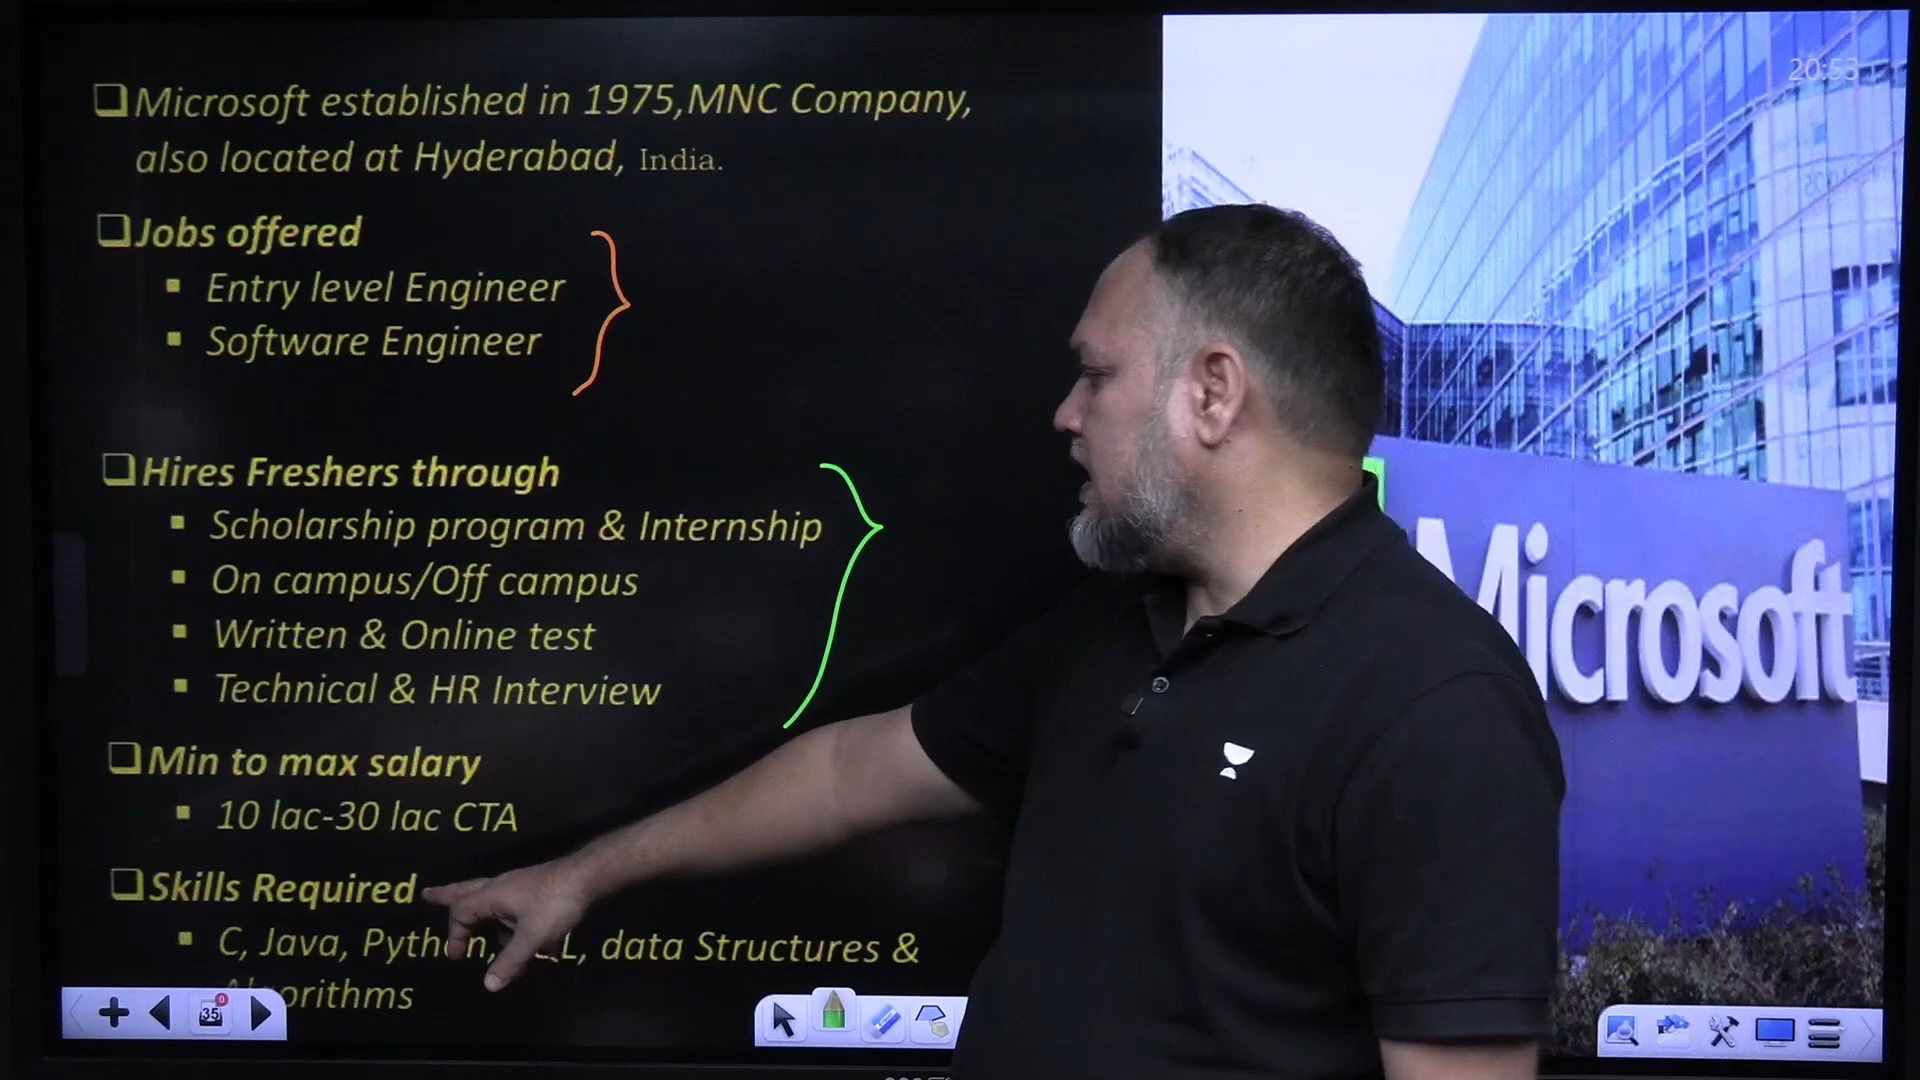 Microsoft established in 1975,MNC Company,
also located at Hyderabad, India.
Jobs offered
Entry level Engineer
Software Engineer
Hires Freshers through
Scholarship program & Internship
On campus/Off campus
Written & Online test
Technical & HR Interview
Min to max salary
10 lac-30 lac CTA
Skills Required
C, Java, Python, data Structures &
20:53
Microsoft
35
0